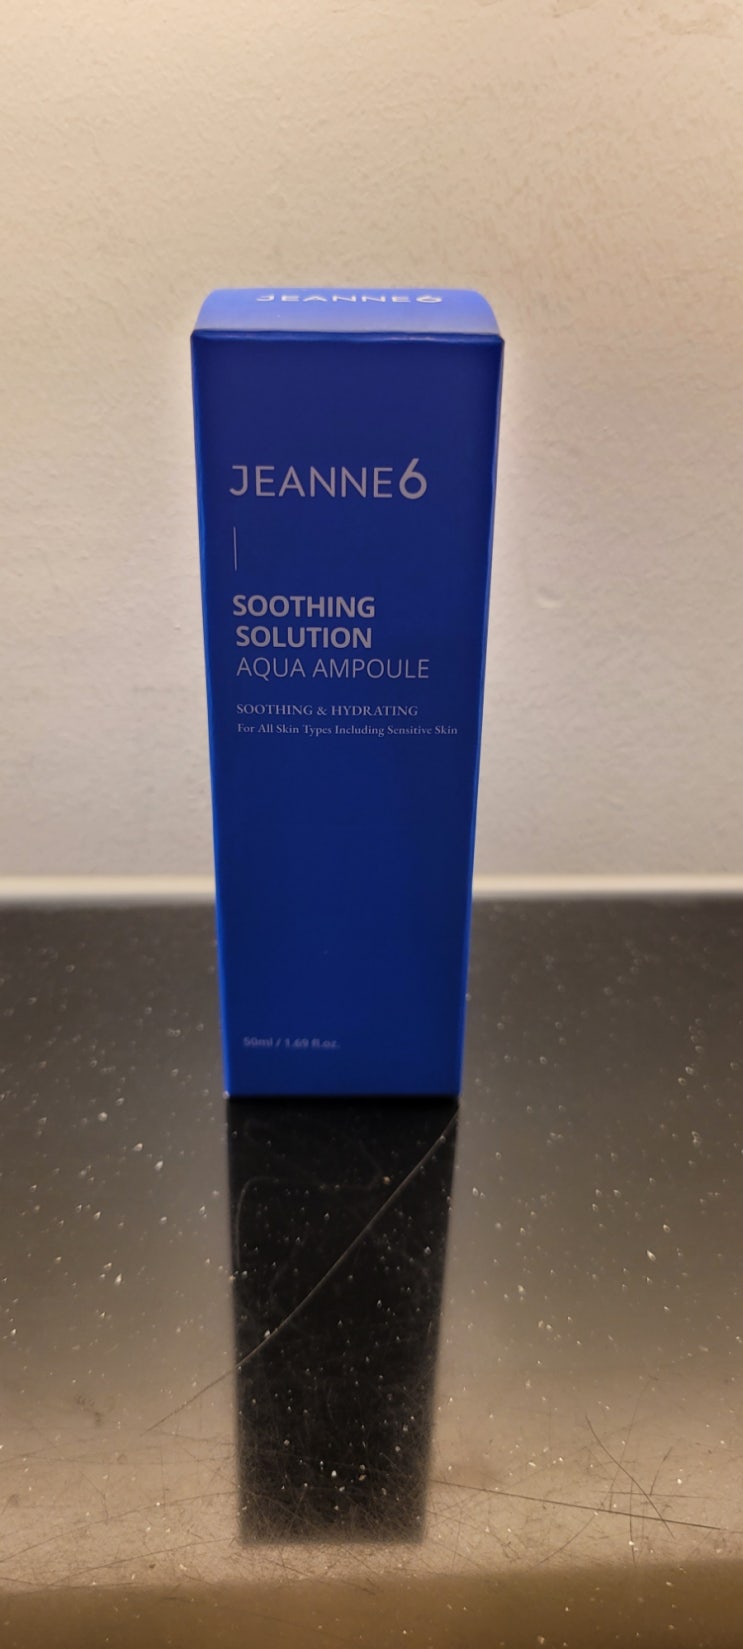 JEANNE6
JEANNE6
SOOTHING
SOLUTION
AQUA AMPOULE
SOOTHING & HYDRATING
For All Skin Types Including Sensitive Skin
50ml / 1.69 fl.oz.